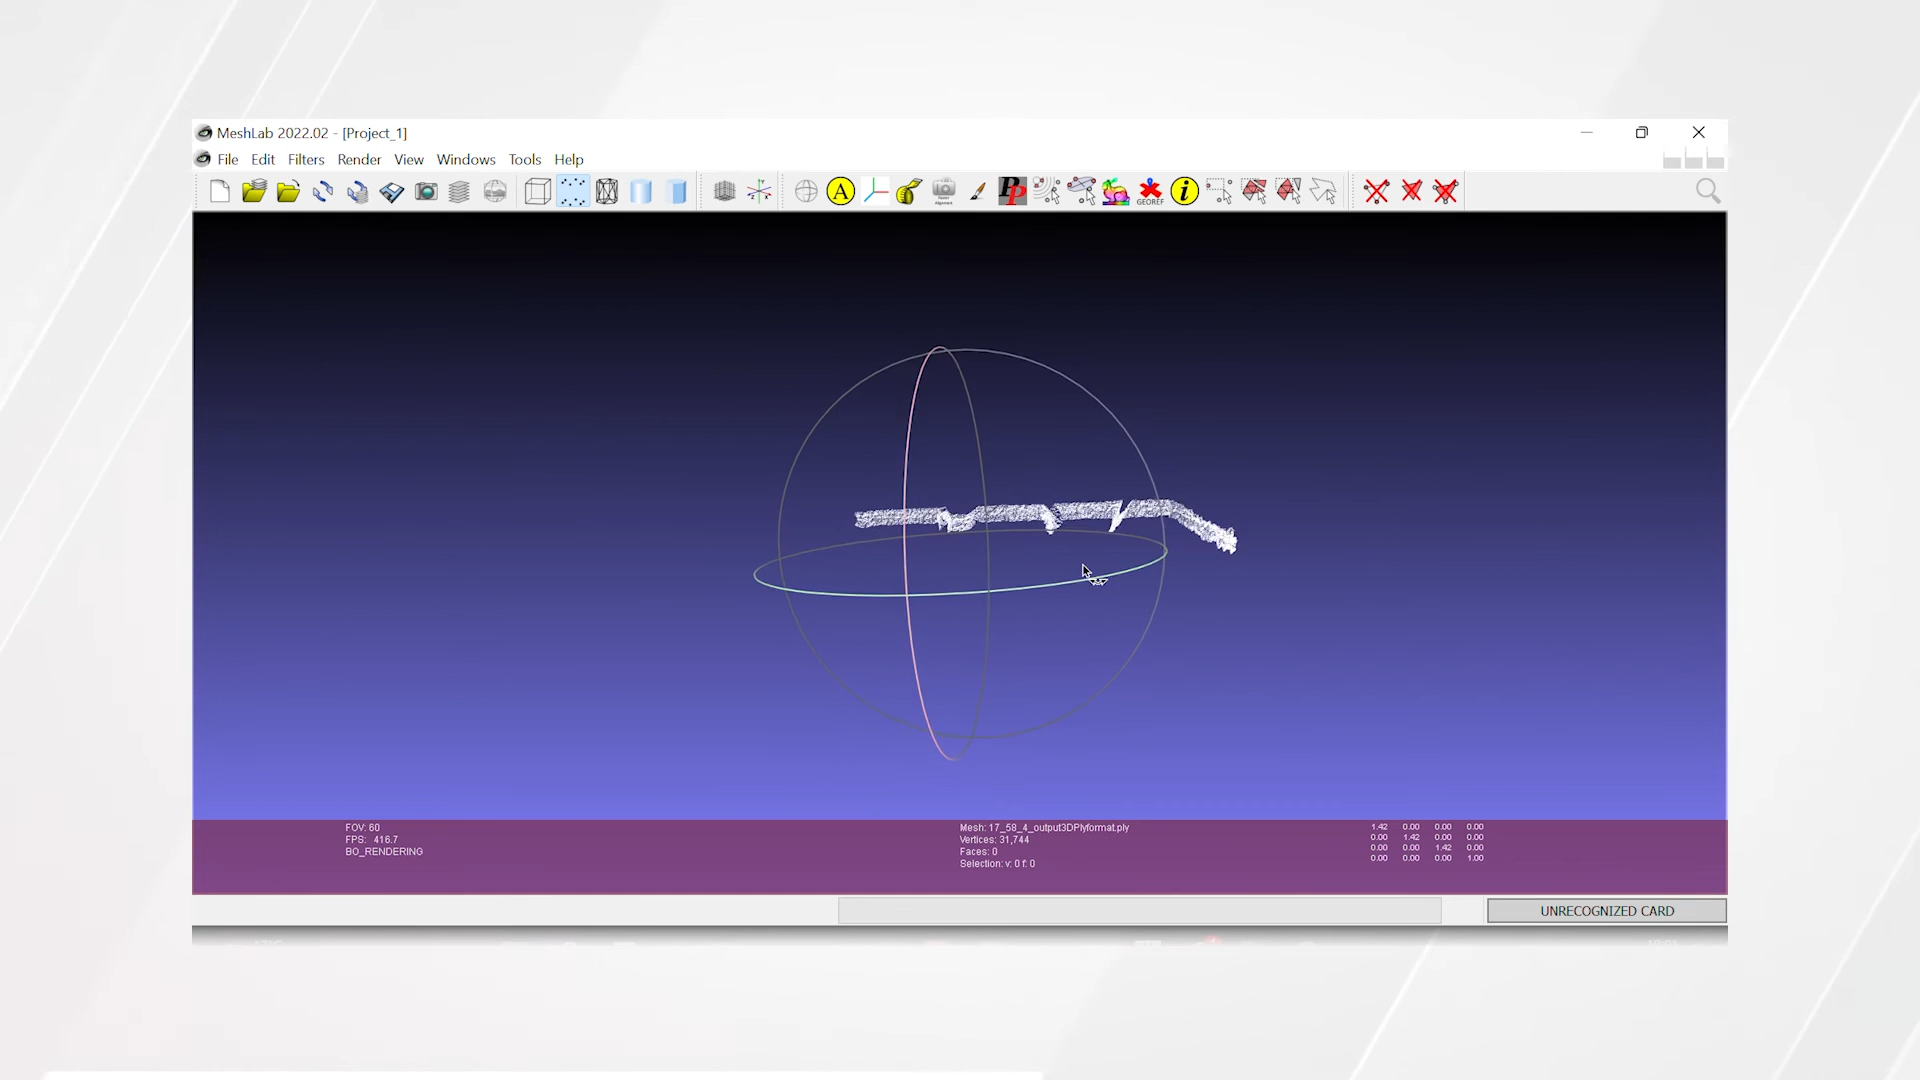 MeshLab 2022.02 - [Project_1]
File Edit Filters Render View Windows Tools Help
A
PP
GEOREF
i
FOV: 60
FPS: 416.7
BO_RENDERING
Mesh: 17_58_4_output3DPlyformat.ply
Vertices: 31,744
Faces: 0
Selection: v: 0 f: 0
1.42 0.00 0.00 0.00
0.00 1.42 0.00 0.00
0.00 0.00 1.42 0.00
0.00 0.00 0.00 1.00
UNRECOGNIZED CARD